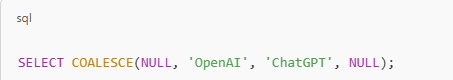 sql
SELECT COALESCE(NULL, 'OpenAI', 'ChatGPT', NULL);